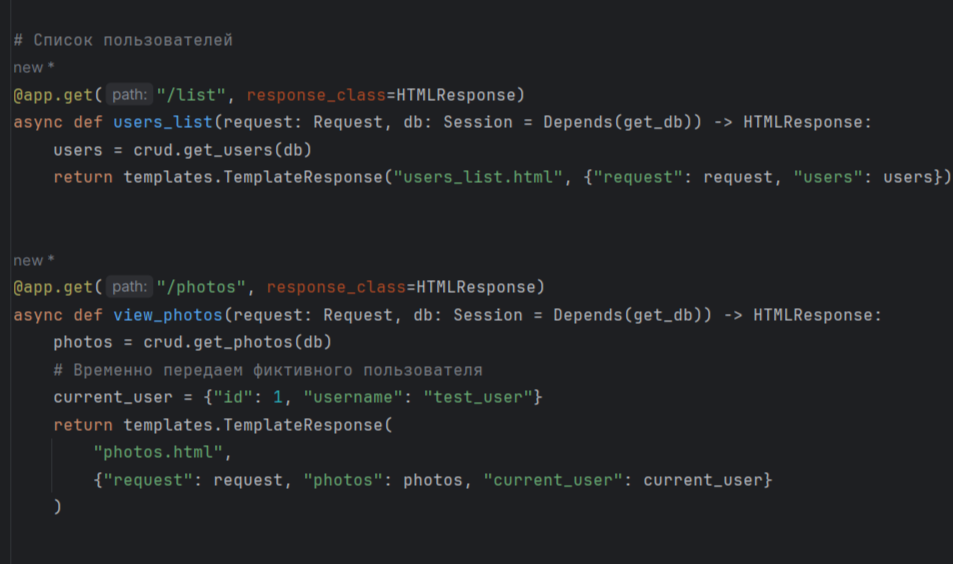 # Список пользователей
new *
@app.get( path: "/list", response_class=HTMLResponse)
async def users_list(request: Request, db: Session = Depends(get_db)) -> HTMLResponse:
    users = crud.get_users(db)
    return templates.TemplateResponse("users_list.html", {"request": request, "users": users})
new *
@app.get( path: "/photos", response_class=HTMLResponse)
async def view_photos(request: Request, db: Session = Depends(get_db)) -> HTMLResponse:
    photos = crud.get_photos(db)
    # Временно передаем фиктивного пользователя
    current_user = {"id": 1, "username": "test_user"}
    return templates.TemplateResponse(
        "photos.html",
        {"request": request, "photos": photos, "current_user": current_user}
    )